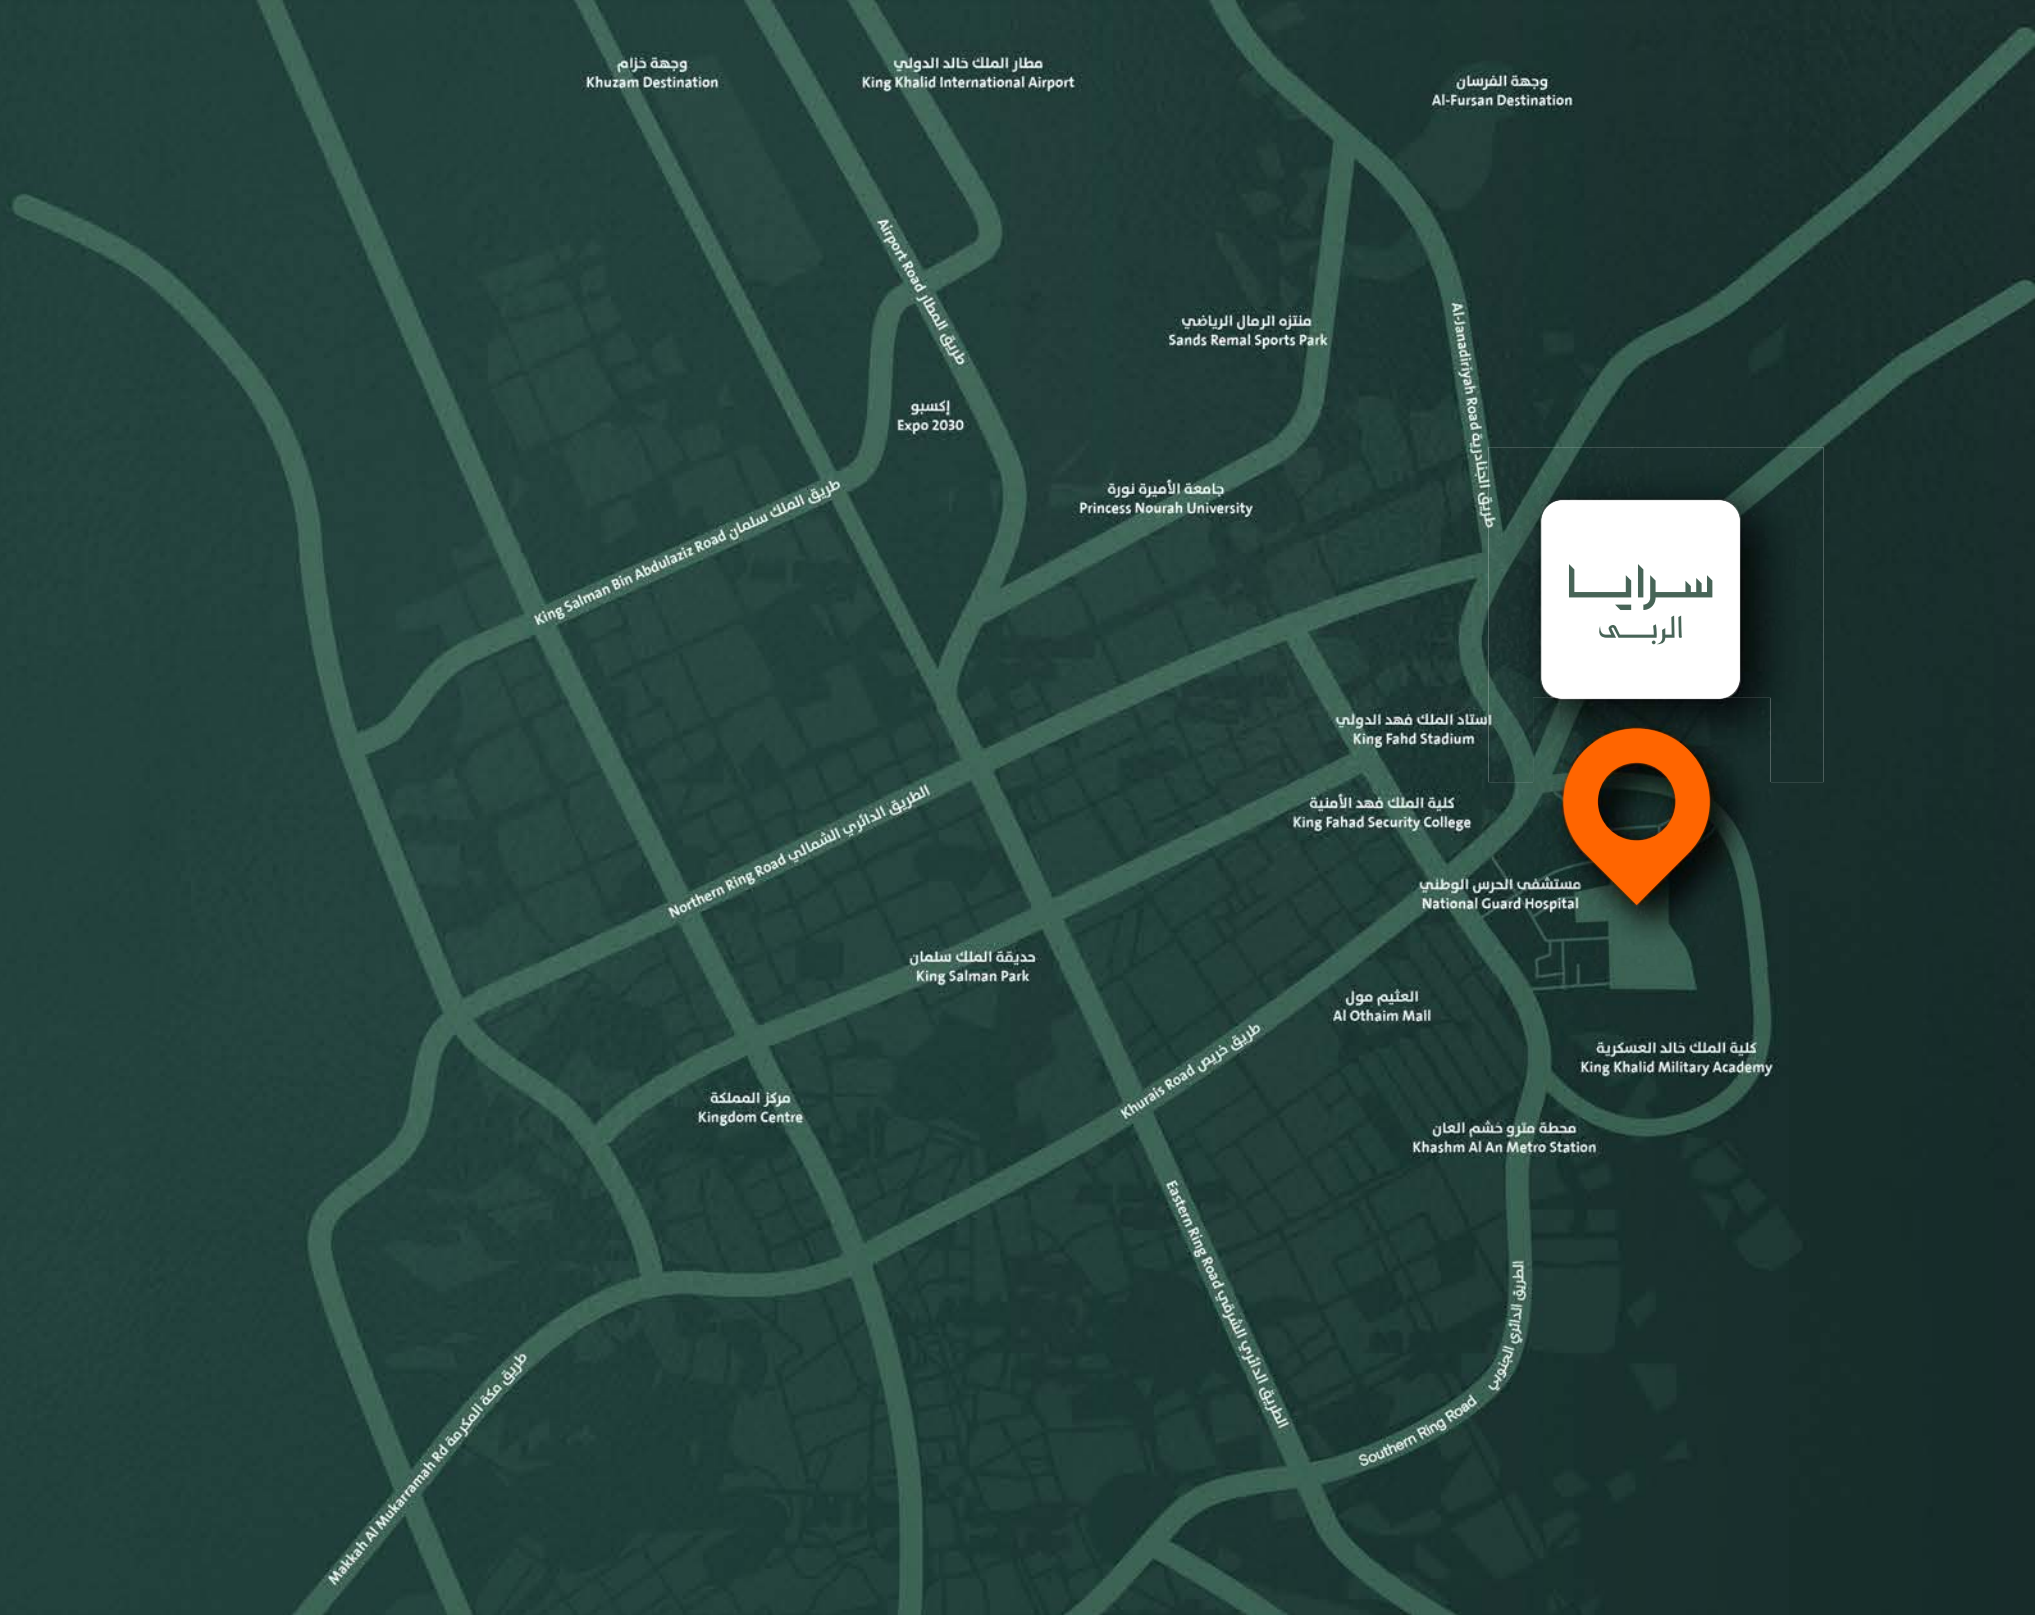 وجهة خزام
Khuzam Destination
مطار الملك خالد الدولي
King Khalid International Airport
وجهة الفرسان
Al-Fursan Destination
Airport Road طريق المطار
منتزه الرمال الرياضي
Sands Remal Sports Park
Al-Janadiriyah Road طريق الجنادرية
إكسبو
Expo 2030
جامعة الأميرة نورة
Princess Nourah University
King Salman Bin Abdulaziz Road طريق الملك سلمان
سرايا
الربى
استاد الملك فهد الدولي
King Fahd Stadium
كلية الملك فهد الأمنية
King Fahad Security College
Northern Ring Road الطريق الدائري الشمالي
مستشفى الحرس الوطني
National Guard Hospital
حديقة الملك سلمان
King Salman Park
العثيم مول
Al Othaim Mall
كلية الملك خالد العسكرية
King Khalid Military Academy
Khurais Road طريق خريص
مركز المملكة
Kingdom Centre
محطة مترو خشم العان
Khashm Al An Metro Station
Eastern Ring Road الطريق الدائري الشرقي
Southern Ring Road الطريق الدائري الجنوبي
Makkah Al Mukarramah Rd طريق مكة المكرمة